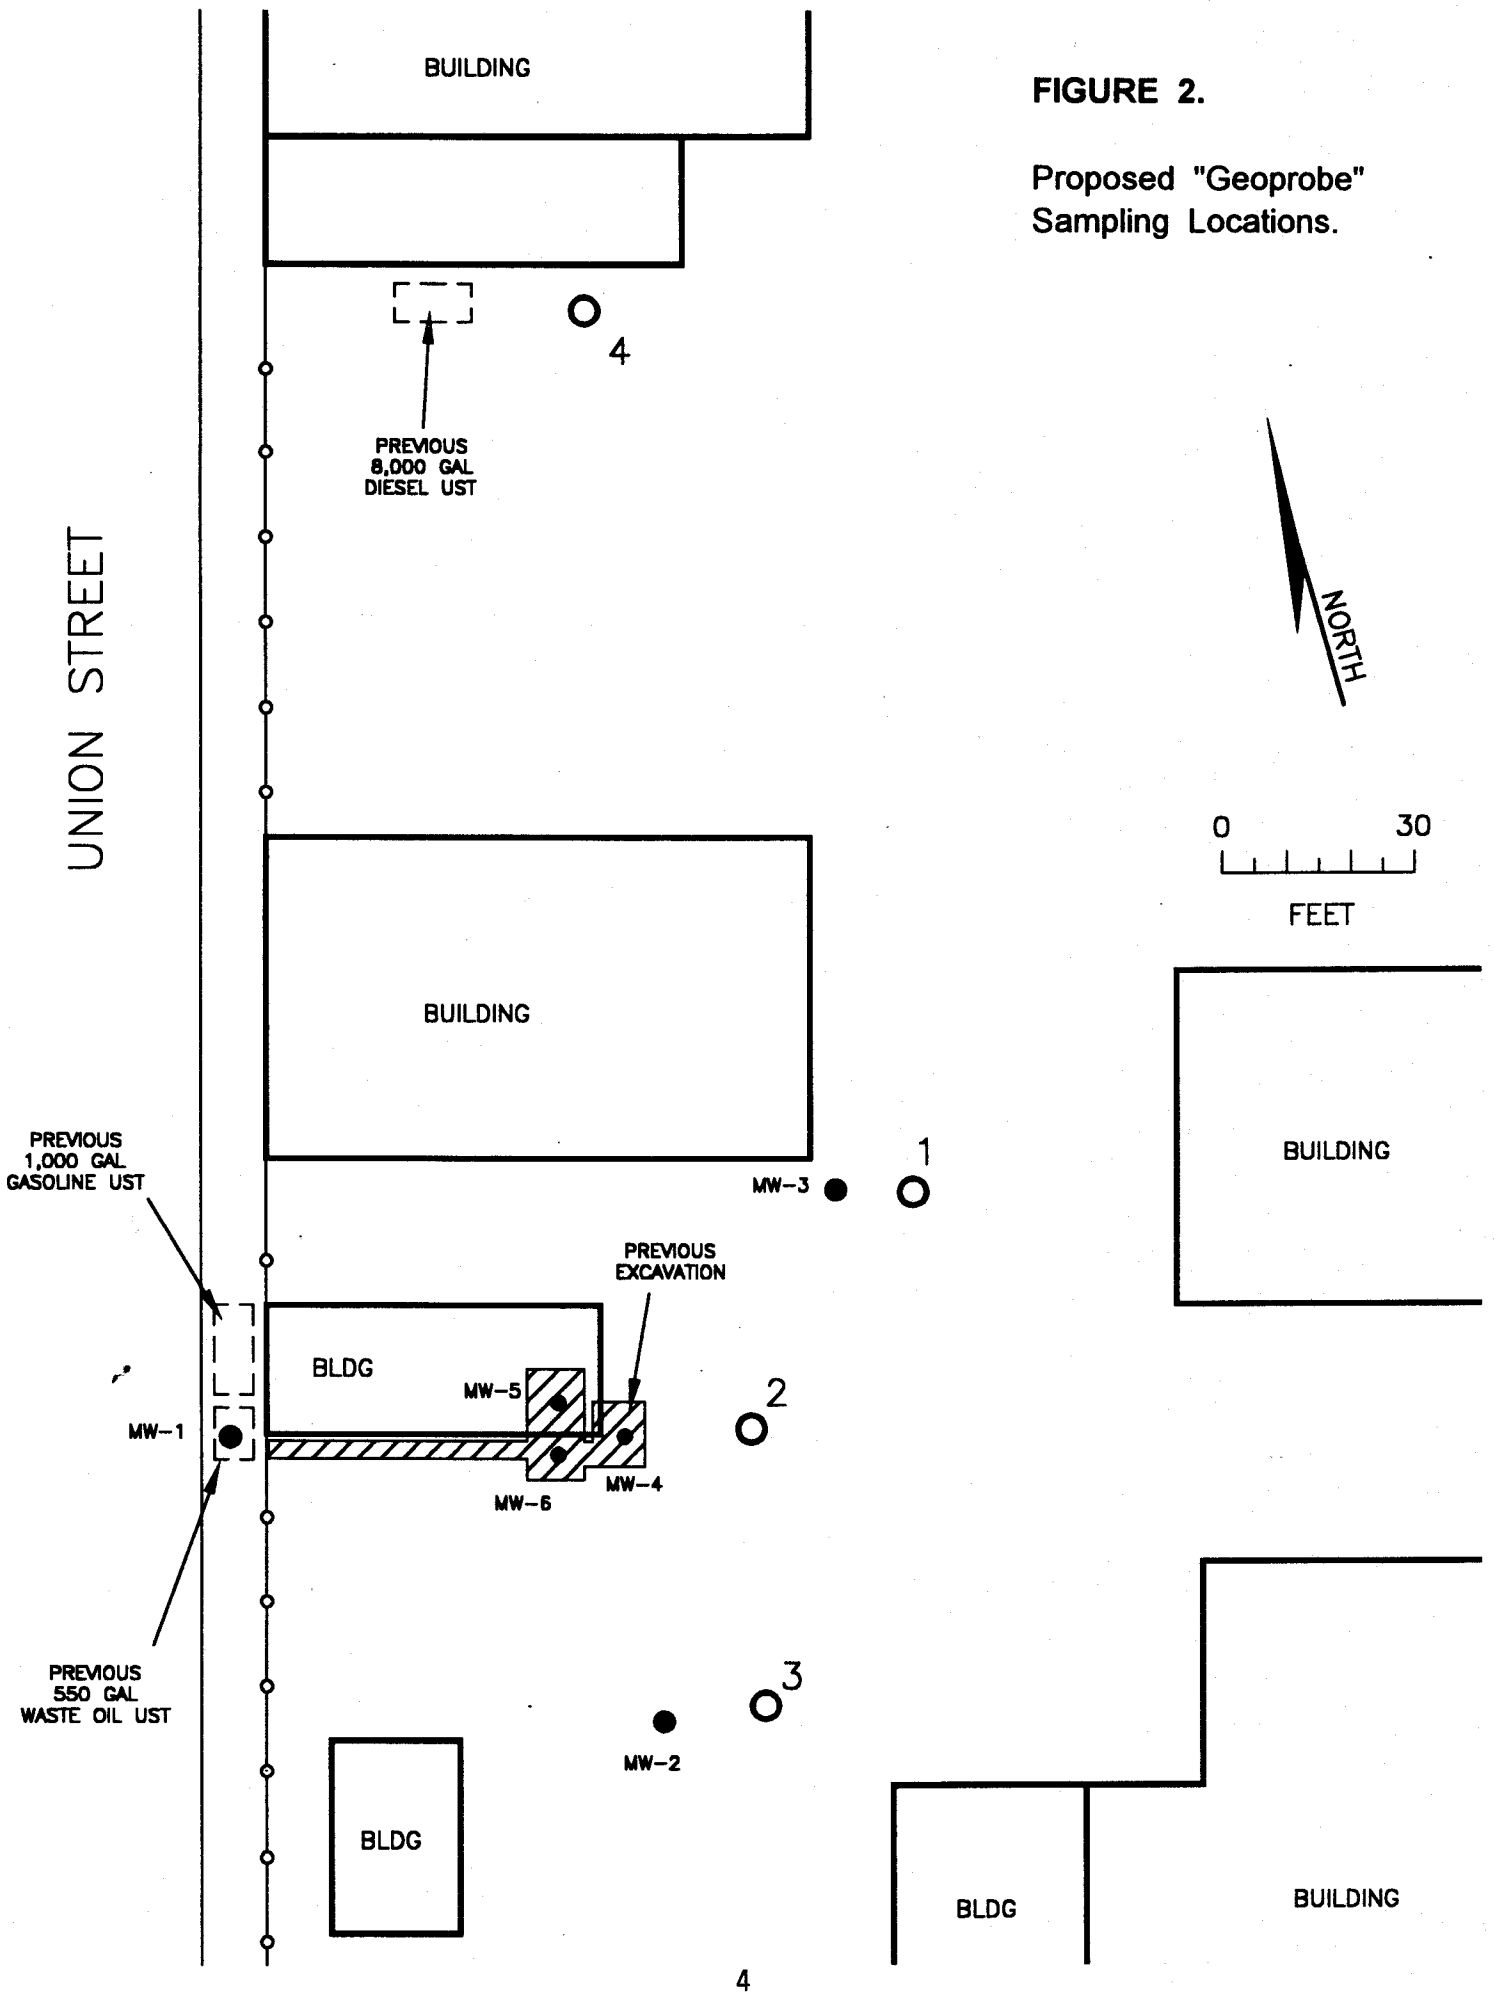 BUILDING
FIGURE 2.
Proposed "Geoprobe"
Sampling Locations.
4
PREVIOUS
8,000 GAL
DIESEL UST
UNION STREET
NORTH
0 30
FEET
BUILDING
BUILDING
PREVIOUS
1,000 GAL
GASOLINE UST
1
MW-3
PREVIOUS
EXCAVATION
BLDG
MW-5
2
MW-1
MW-4
MW-6
PREVIOUS
550 GAL
WASTE OIL UST
3
MW-2
BLDG
BLDG
BUILDING
4